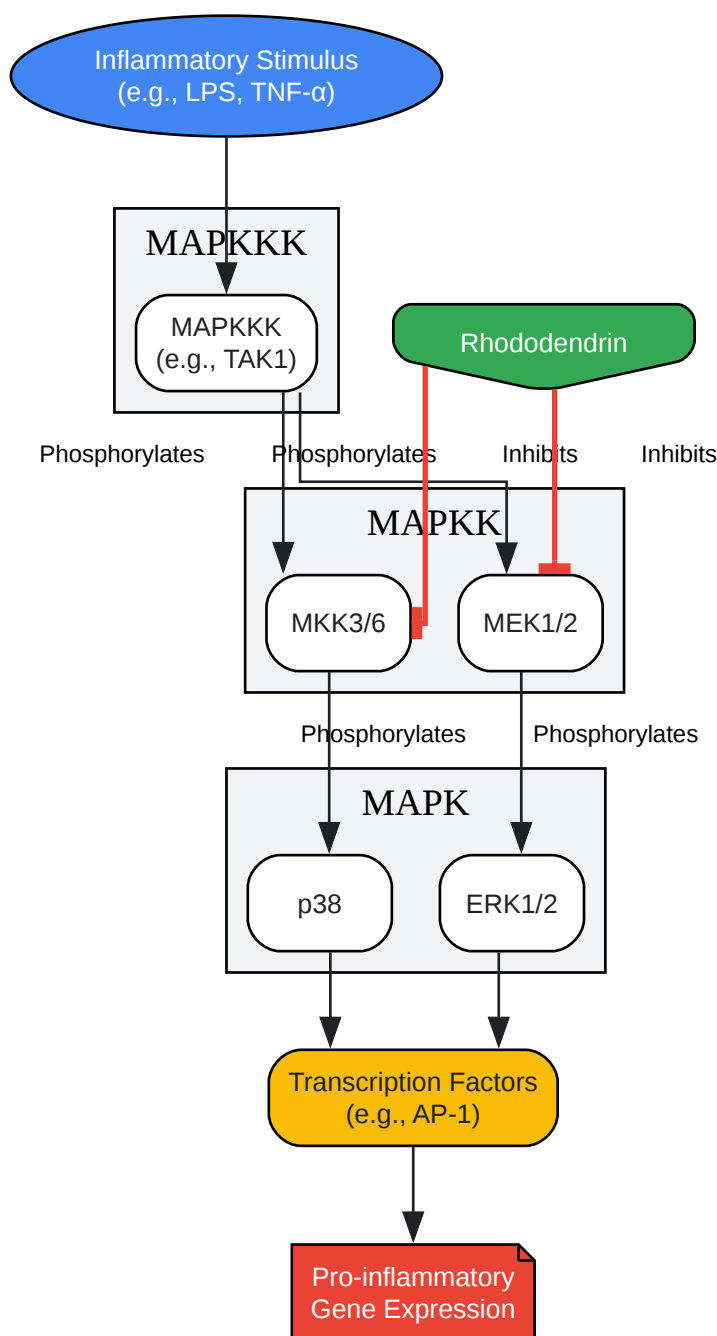 Inflammatory Stimulus
(e.g., LPS, TNF-α)
MAPKKK
MAPKKK
(e.g., TAK1)
Rhododendrin
Phosphorylates
Phosphorylates
Inhibits
Inhibits
MAPKK
MKK3/6
MEK1/2
Phosphorylates
Phosphorylates
MAPK
p38
ERK1/2
Transcription Factors
(e.g., AP-1)
Pro-inflammatory
Gene Expression